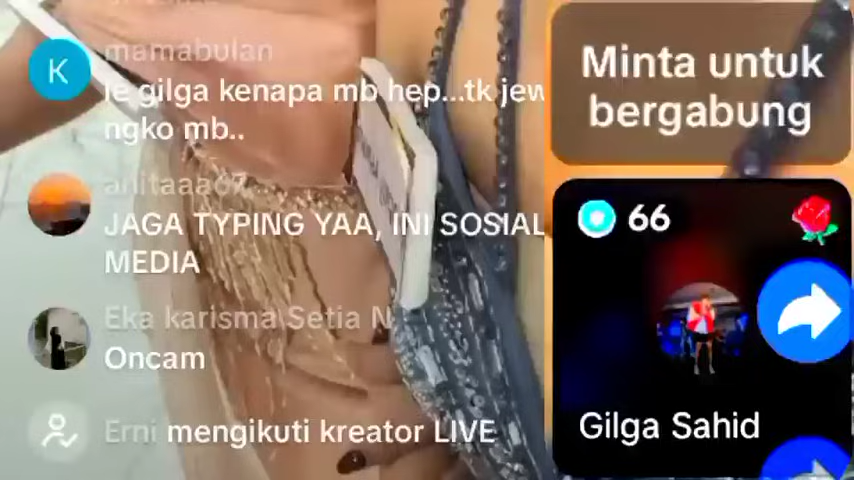 mamabulan
le gilga kenapa mb hep...tk jew
ngko mb..
anitaaa67
JAGA TYPING YAA, INI SOSIAL
MEDIA
Eka karisma Setia N
Oncam
Erni mengikuti kreator LIVE
K
Minta untuk
bergabung
66
Gilga Sahid